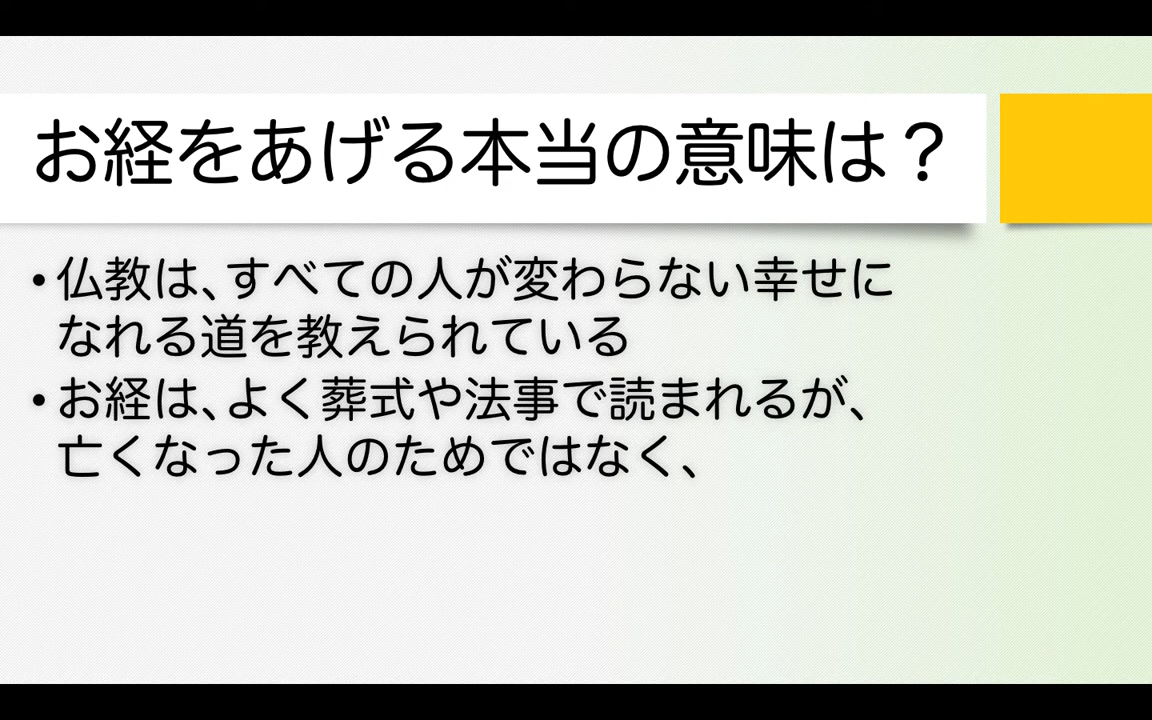 お経をあげる本当の意味は？
•仏教は、すべての人が変わらない幸せに
なれる道を教えられている
•お経は、よく葬式や法事で読まれるが、
亡くなった人のためではなく、